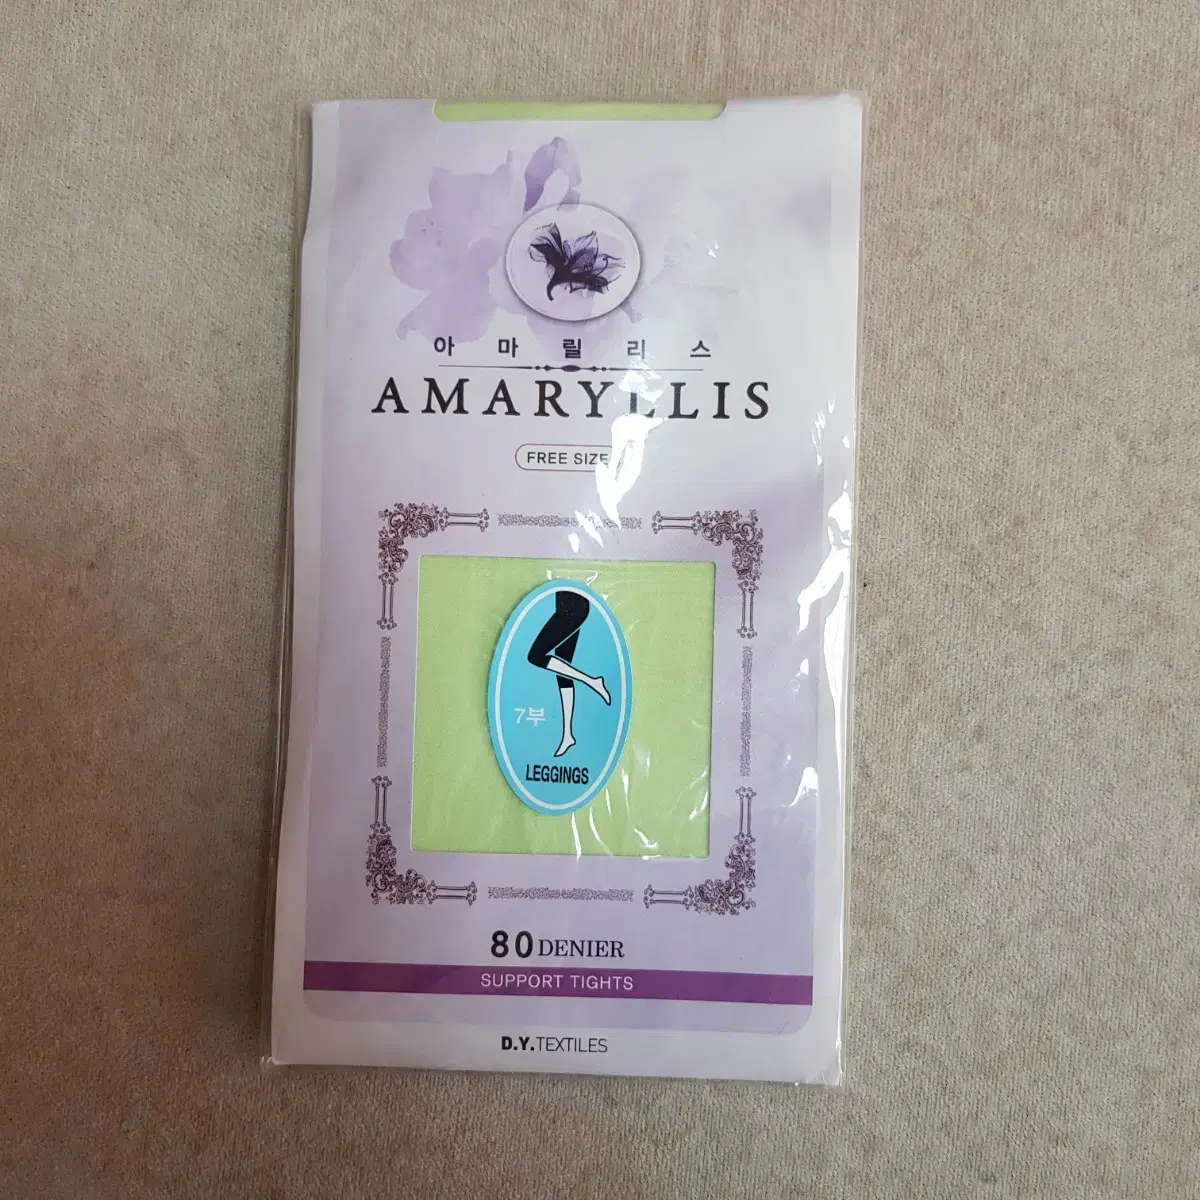 아마릴리스
AMARYLLIS
FREE SIZE
7부
LEGGINGS
80 DENIER
SUPPORT TIGHTS
D.Y.TEXTILES